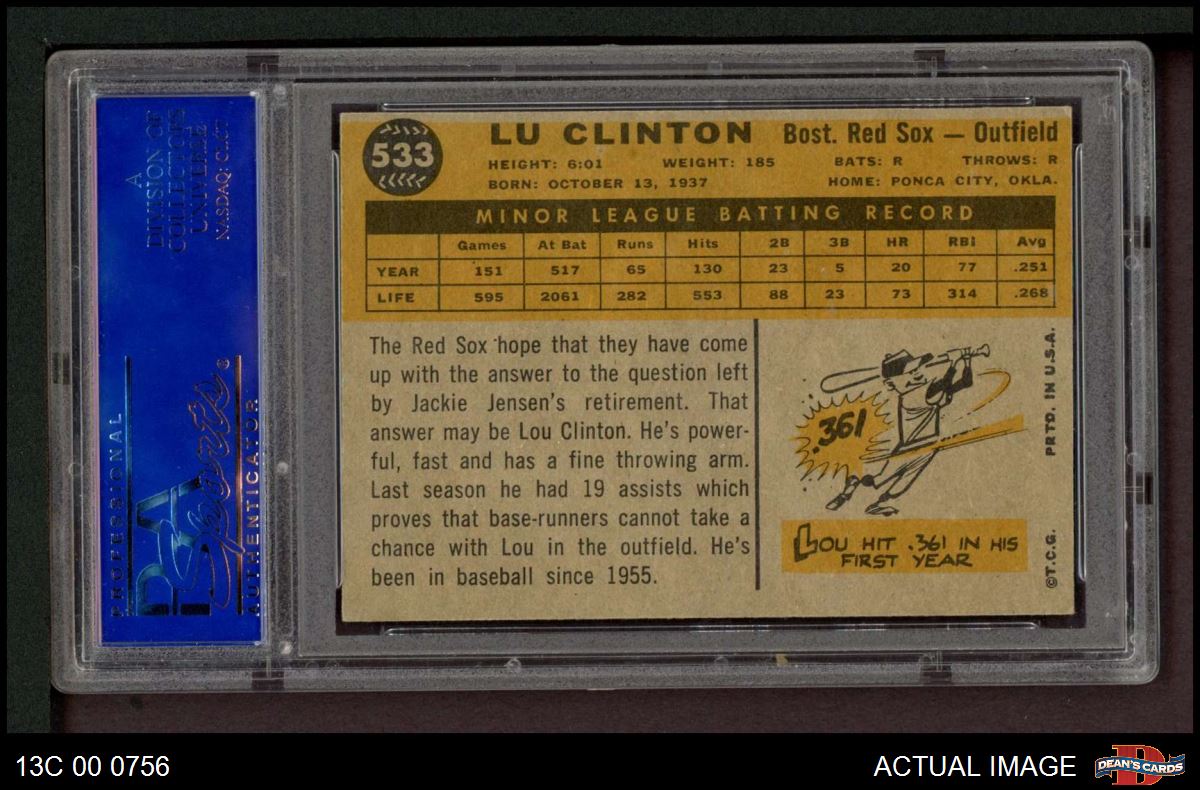 A
DIVISION OF
COLLECTORS
UNIVERSE
NASDAQ: CLCT
PROFESSIONAL
PSA
Sports®
AUTHENTICATOR
533
LU CLINTON Bost. Red Sox — Outfield
HEIGHT: 6:01 WEIGHT: 185 BATS: R THROWS: R
BORN: OCTOBER 13, 1937 HOME: PONCA CITY, OKLA.
MINOR LEAGUE BATTING RECORD
Games At Bat Runs Hits 2B 3B HR RBI Avg
YEAR 151 517 65 130 23 5 20 77 .251
LIFE 595 2061 282 553 88 23 73 314 .268
The Red Sox hope that they have come
up with the answer to the question left
by Jackie Jensen's retirement. That
answer may be Lou Clinton. He's power-
ful, fast and has a fine throwing arm.
Last season he had 19 assists which
proves that base-runners cannot take a
chance with Lou in the outfield. He's
been in baseball since 1955.
.361
LOU HIT .361 IN HIS
FIRST YEAR
©T.C.G. PRTD. IN U.S.A.
13C 00 0756
ACTUAL IMAGE
DEAN'S CARDS